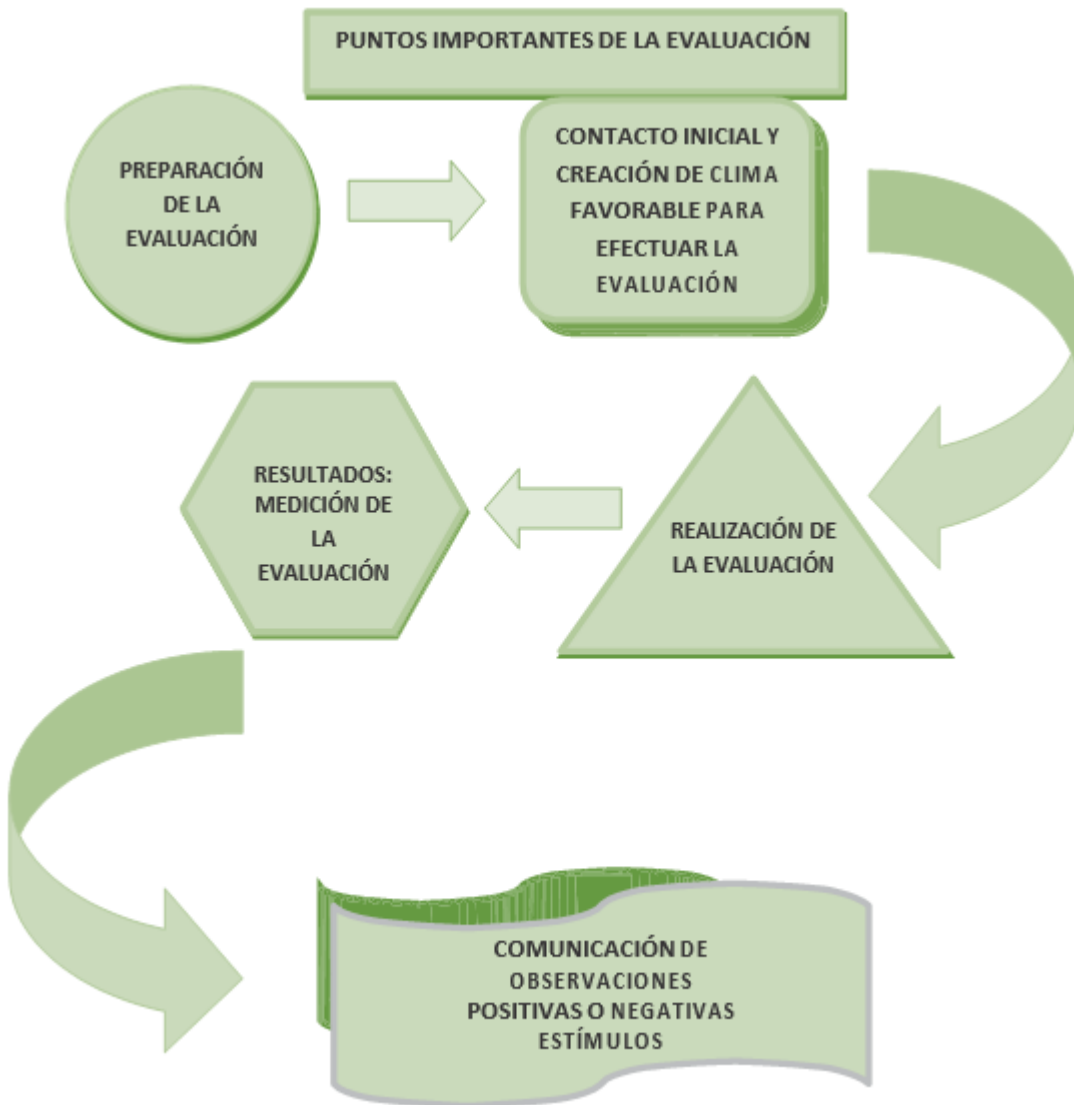 PUNTOS IMPORTANTES DE LA EVALUACIÓN
PREPARACIÓN
DE LA
EVALUACIÓN
CONTACTO INICIAL Y
CREACIÓN DE CLIMA
FAVORABLE PARA
EFECTUAR LA
EVALUACIÓN
REALIZACIÓN DE
LA EVALUACIÓN
RESULTADOS:
MEDICIÓN DE
LA
EVALUACIÓN
COMUNICACIÓN DE
OBSERVACIONES
POSITIVAS O NEGATIVAS
ESTÍMULOS